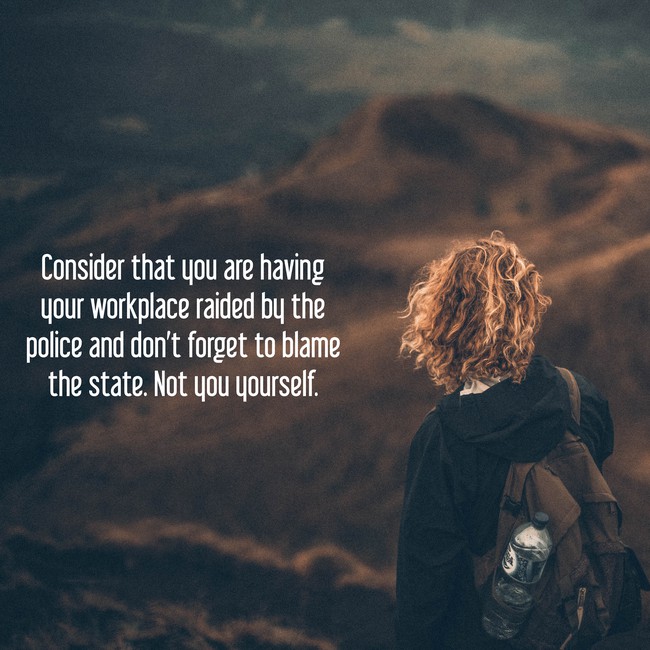 Consider that you are having
your workplace raided by the
police and don't forget to blame
the state. Not you yourself.